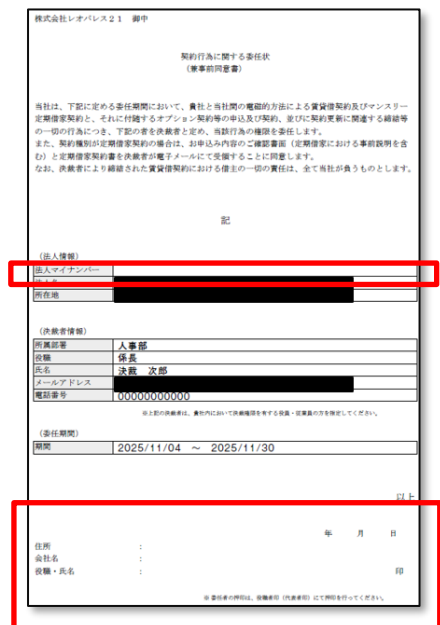 株式会社レオパレス21 御中
契約行為に関する委任状
（兼事前同意書）
当社は、下記に定める委任期間において、貴社と当社間の電磁的方法による賃貸借契約及びマンスリー
定期借家契約と、それに付随するオプション契約等の申込及び契約、並びに契約更新に関連する締結等
の一切の行為につき、下記の者を決裁者と定め、当該行為の権限を委任します。
また、契約種別が定期借家契約の場合は、お申込み内容のご確認書面（定期借家における事前説明を含
む）と定期借家契約書を決裁者が電子メールにて受領することに同意します。
なお、決裁者により締結された賃貸借契約における借主の一切の責任は、全て当社が負うものとします。
記
（法人情報）
法人マイナンバー
法人名
所在地
（決裁者情報）
所属部署 人事部
役職 係長
氏名 決裁 次郎
メールアドレス
電話番号 00000000000
※上記の決裁者は、貴社内において決裁権限を有する役員・従業員の方を限定してください。
（委任期間）
期間 2025/11/04 ～ 2025/11/30
以上
年 月 日
住所 ：
会社名 ：
役職・氏名 ： 印
※ 委任者の押印は、役職者印（代表者印）にて押印を行ってください。